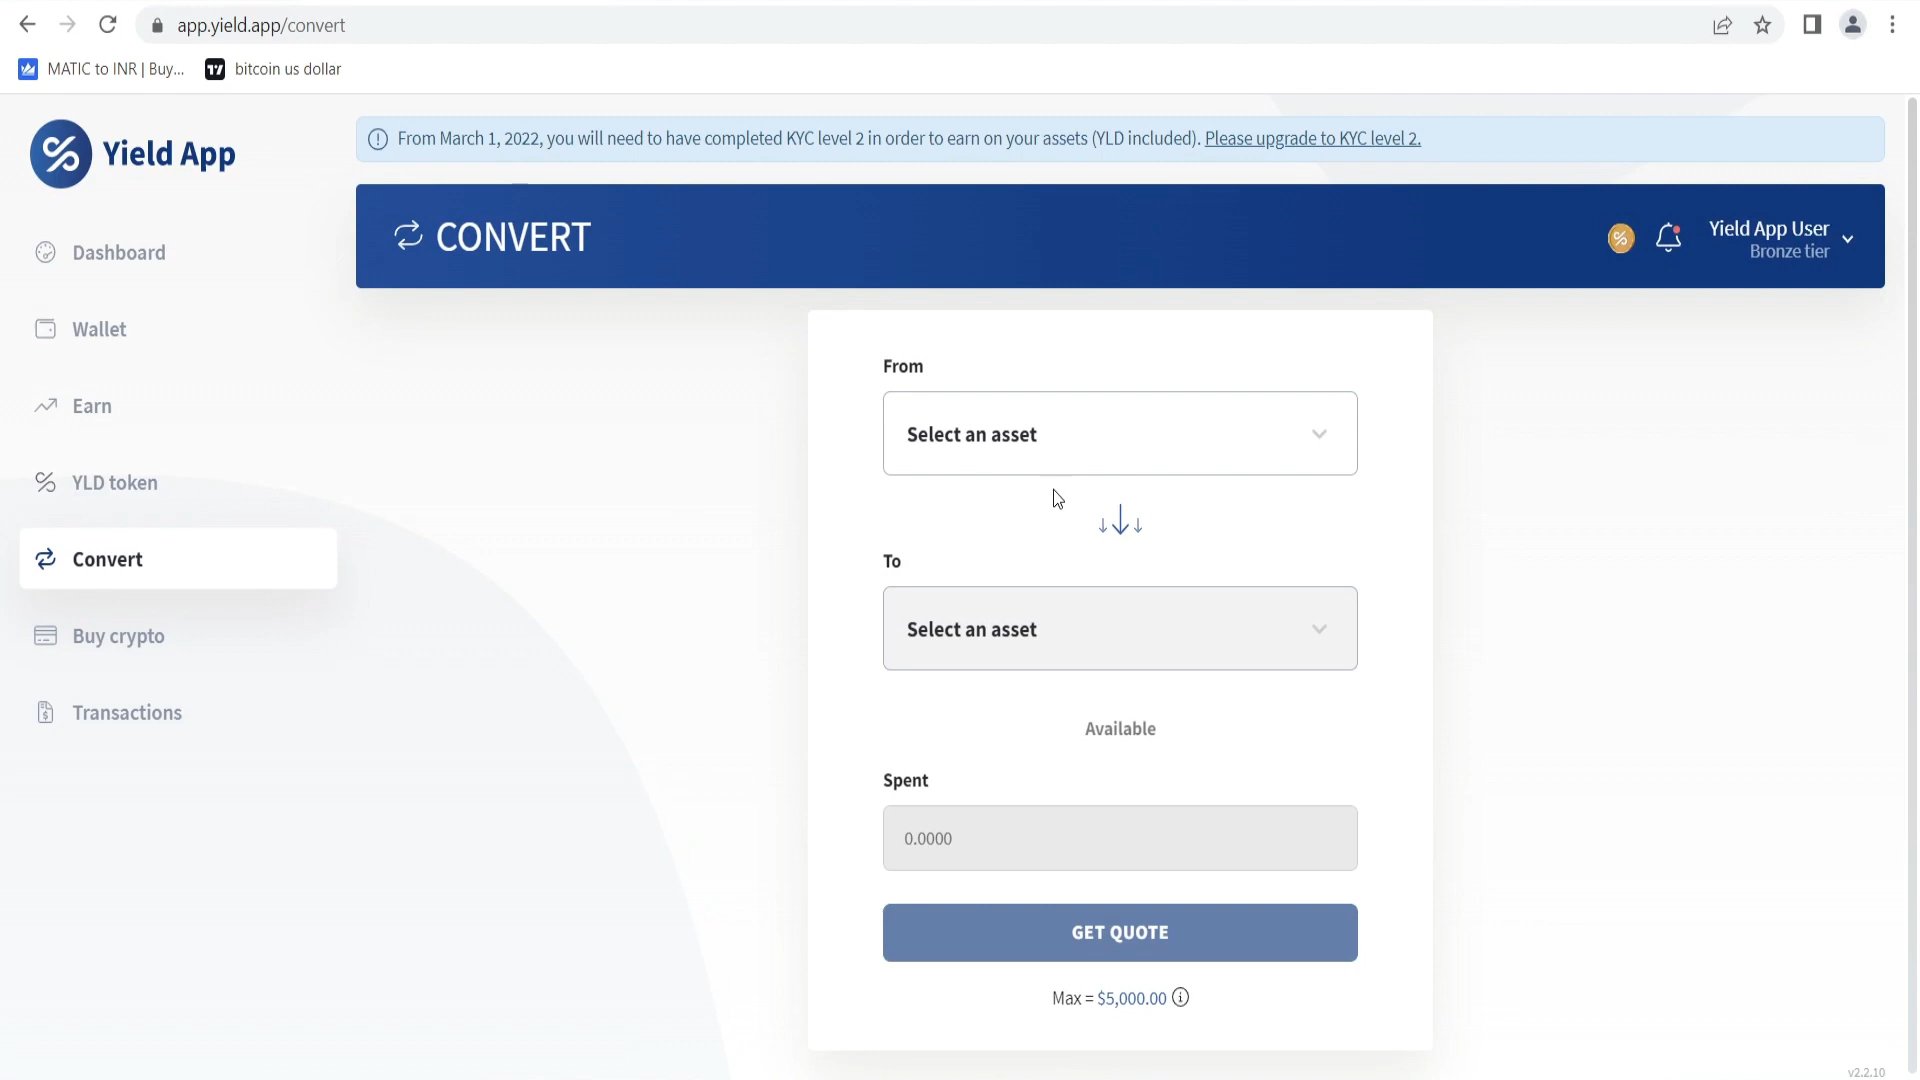 app.yield.app/convert
MATIC to INR | Buy...
bitcoin us dollar
Yield App
From March 1, 2022, you will need to have completed KYC level 2 in order to earn on your assets (YLD included). Please upgrade to KYC level 2.
CONVERT
Yield App User
Bronze tier
Dashboard
Wallet
Earn
YLD token
Convert
Buy crypto
Transactions
From
Select an asset
To
Select an asset
Available
Spent
0.0000
GET QUOTE
Max = $5,000.00
v2.2.10